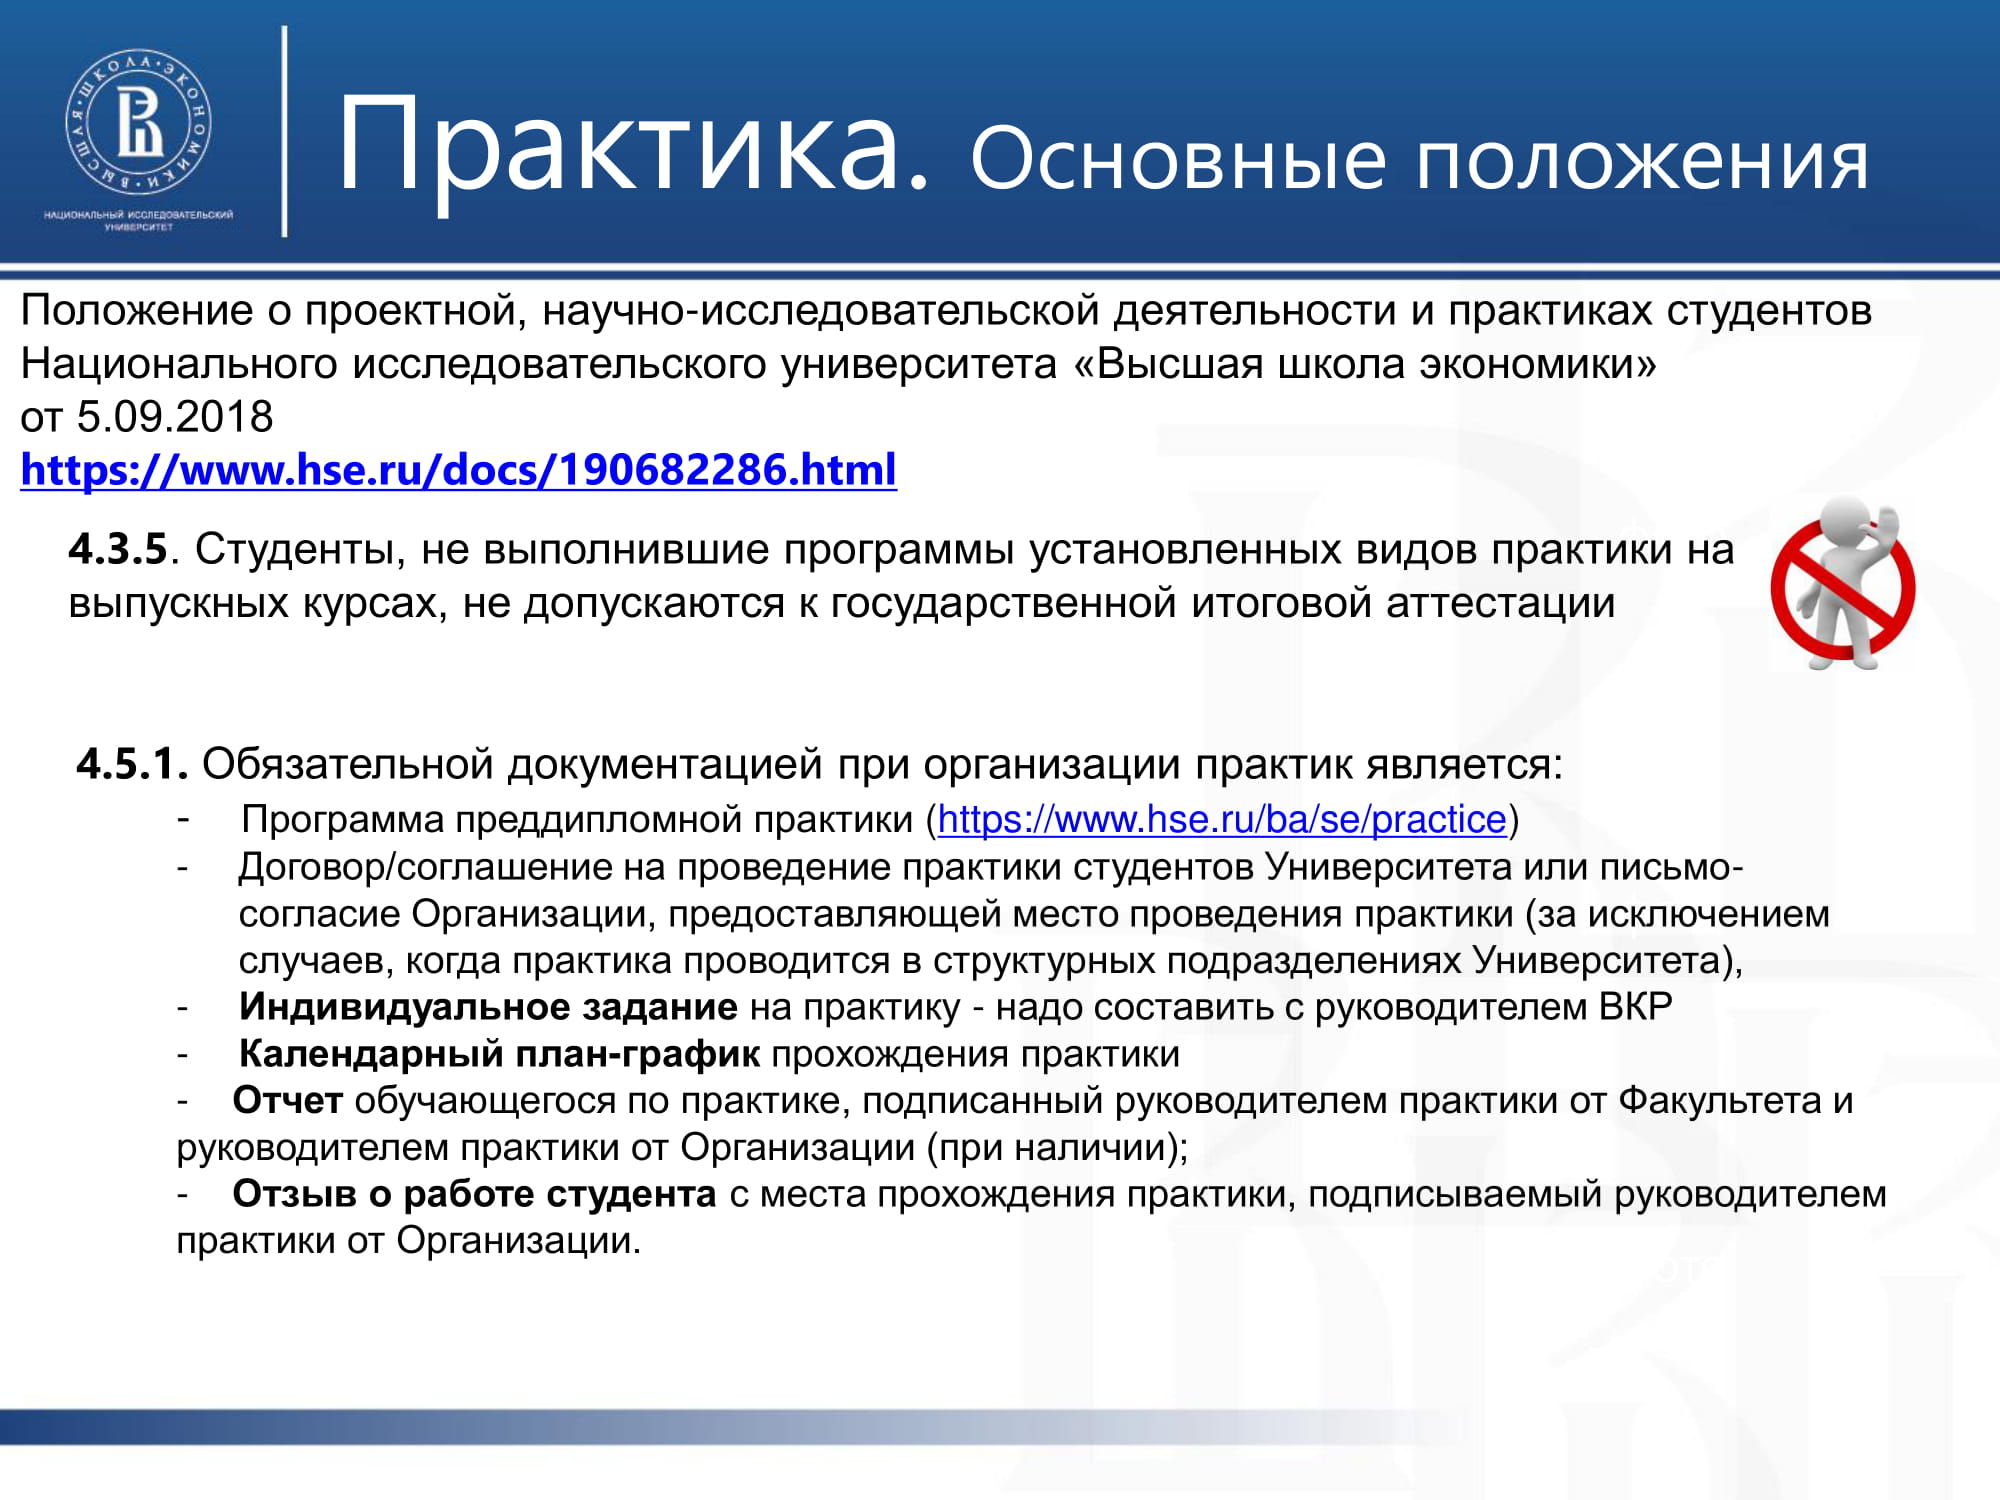 ВЫСШАЯ · ШКОЛА · ЭКОНОМИКИ
НАЦИОНАЛЬНЫЙ ИССЛЕДОВАТЕЛЬСКИЙ
УНИВЕРСИТЕТ
Практика. Основные положения
Положение о проектной, научно-исследовательской деятельности и практиках студентов
Национального исследовательского университета «Высшая школа экономики»
от 5.09.2018
https://www.hse.ru/docs/190682286.html
4.3.5. Студенты, не выполнившие программы установленных видов практики на
выпускных курсах, не допускаются к государственной итоговой аттестации
4.5.1. Обязательной документацией при организации практик является:
- Программа преддипломной практики (https://www.hse.ru/ba/se/practice)
- Договор/соглашение на проведение практики студентов Университета или письмо-
согласие Организации, предоставляющей место проведения практики (за исключением
случаев, когда практика проводится в структурных подразделениях Университета),
- Индивидуальное задание на практику - надо составить с руководителем ВКР
- Календарный план-график прохождения практики
- Отчет обучающегося по практике, подписанный руководителем практики от Факультета и
руководителем практики от Организации (при наличии);
- Отзыв о работе студента с места прохождения практики, подписываемый руководителем
практики от Организации.